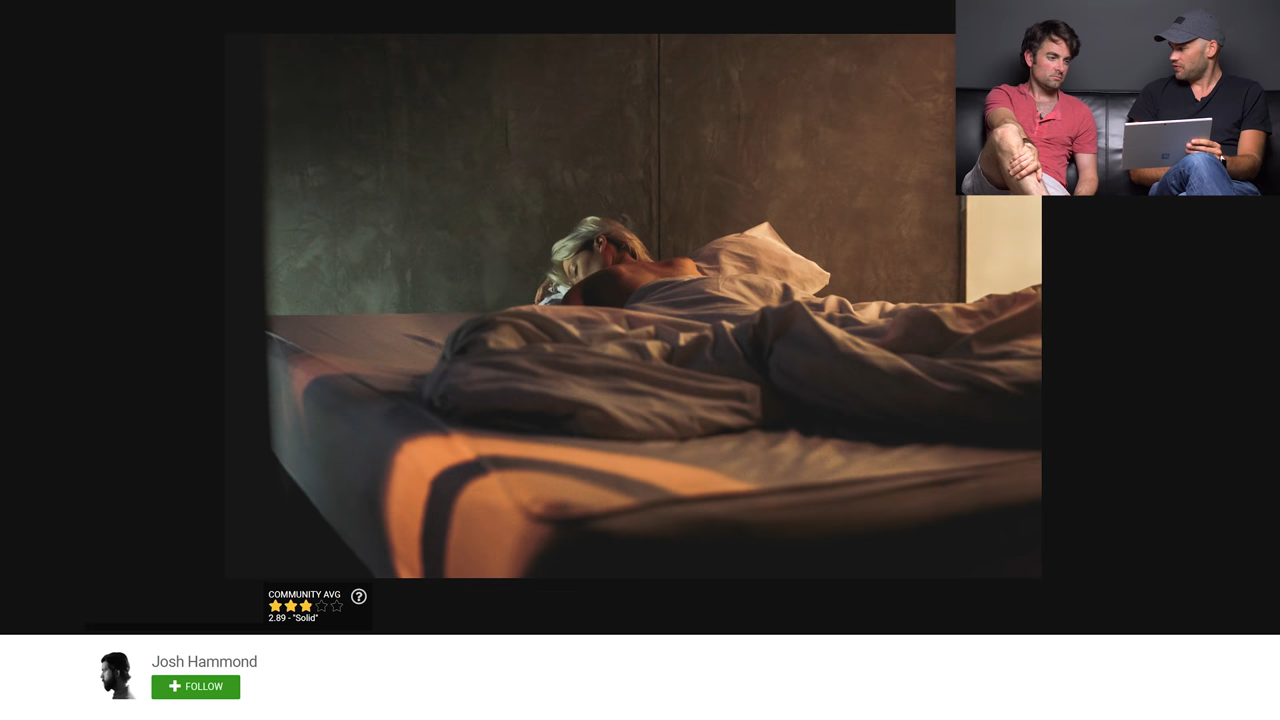 COMMUNITY AVG
2.89 - "Solid"
?
Josh Hammond
FOLLOW